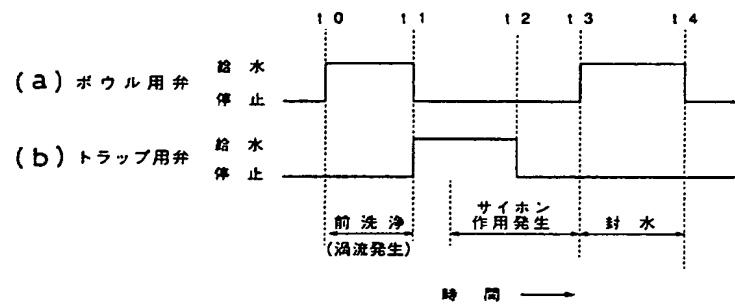 t0 t1 t2 t3 t4
(a) ボウル用弁 給水
停止
(b) トラップ用弁 給水
停止
サイホン
前洗浄 作用発生 封水
(渦流発生)
時間